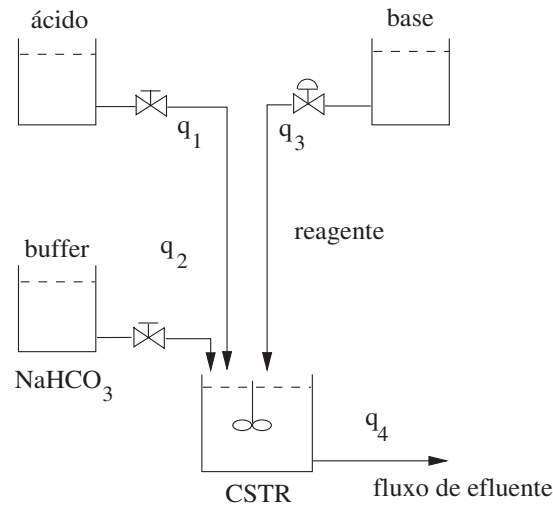 ácido
base
q1
q3
buffer
q2
reagente
NaHCO3
q4
CSTR
fluxo de efluente